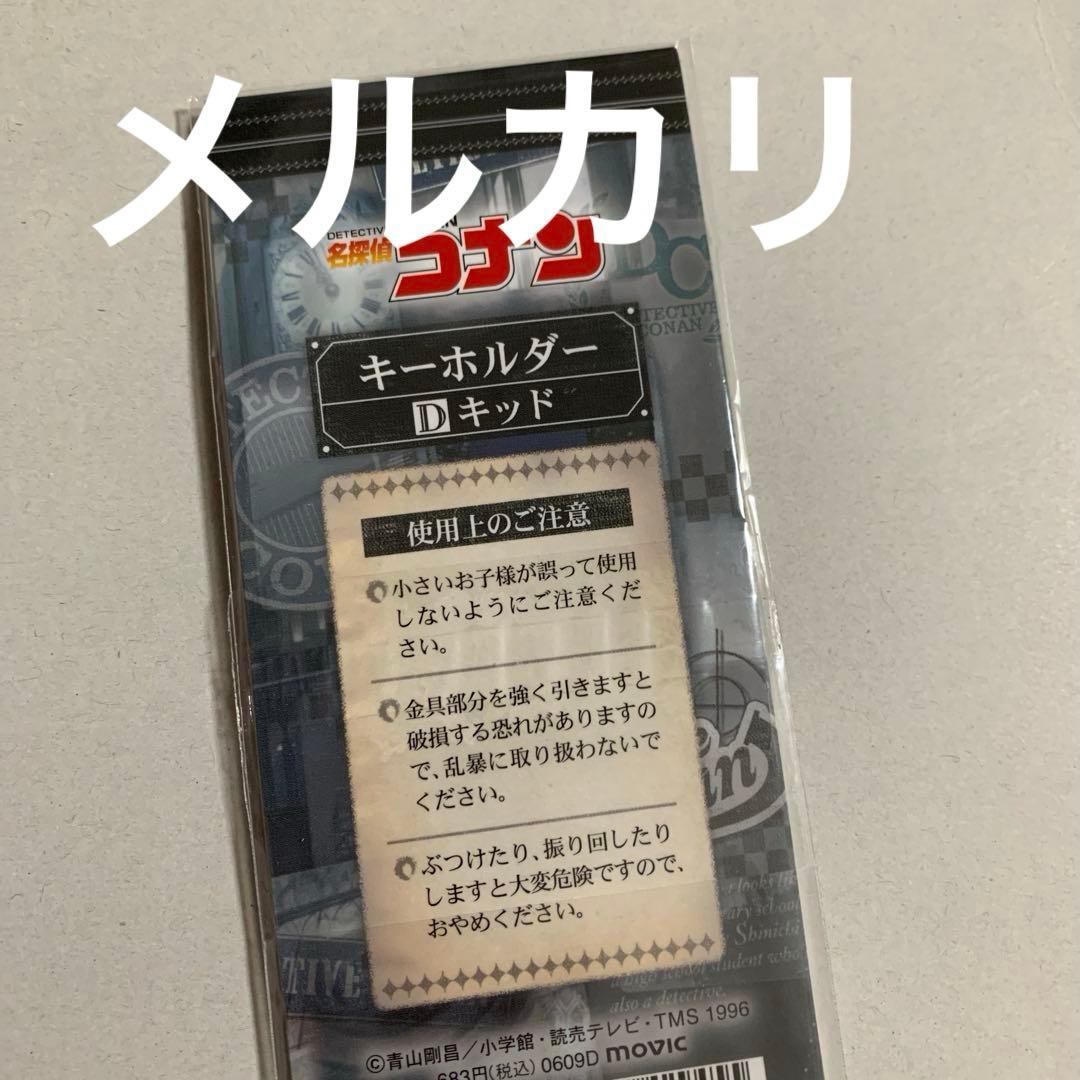 メルカリ
DETECTIVE
名探偵
コナン
TECTIVE
CONAN
キーホルダー
D キッド
使用上のご注意
小さいお子様が誤って使用
しないようにご注意くだ
さい。
金具部分を強く引きますと
破損する恐れがありますの
で、乱暴に取り扱わないで
ください。
ぶつけたり、振り回したり
しますと大変危険ですので、
おやめください。
looks
Shinichi
student who
also a detective.
TIVE
©青山剛昌／小学館・読売テレビ・TMS 1996
683円(税込) 0609D movic